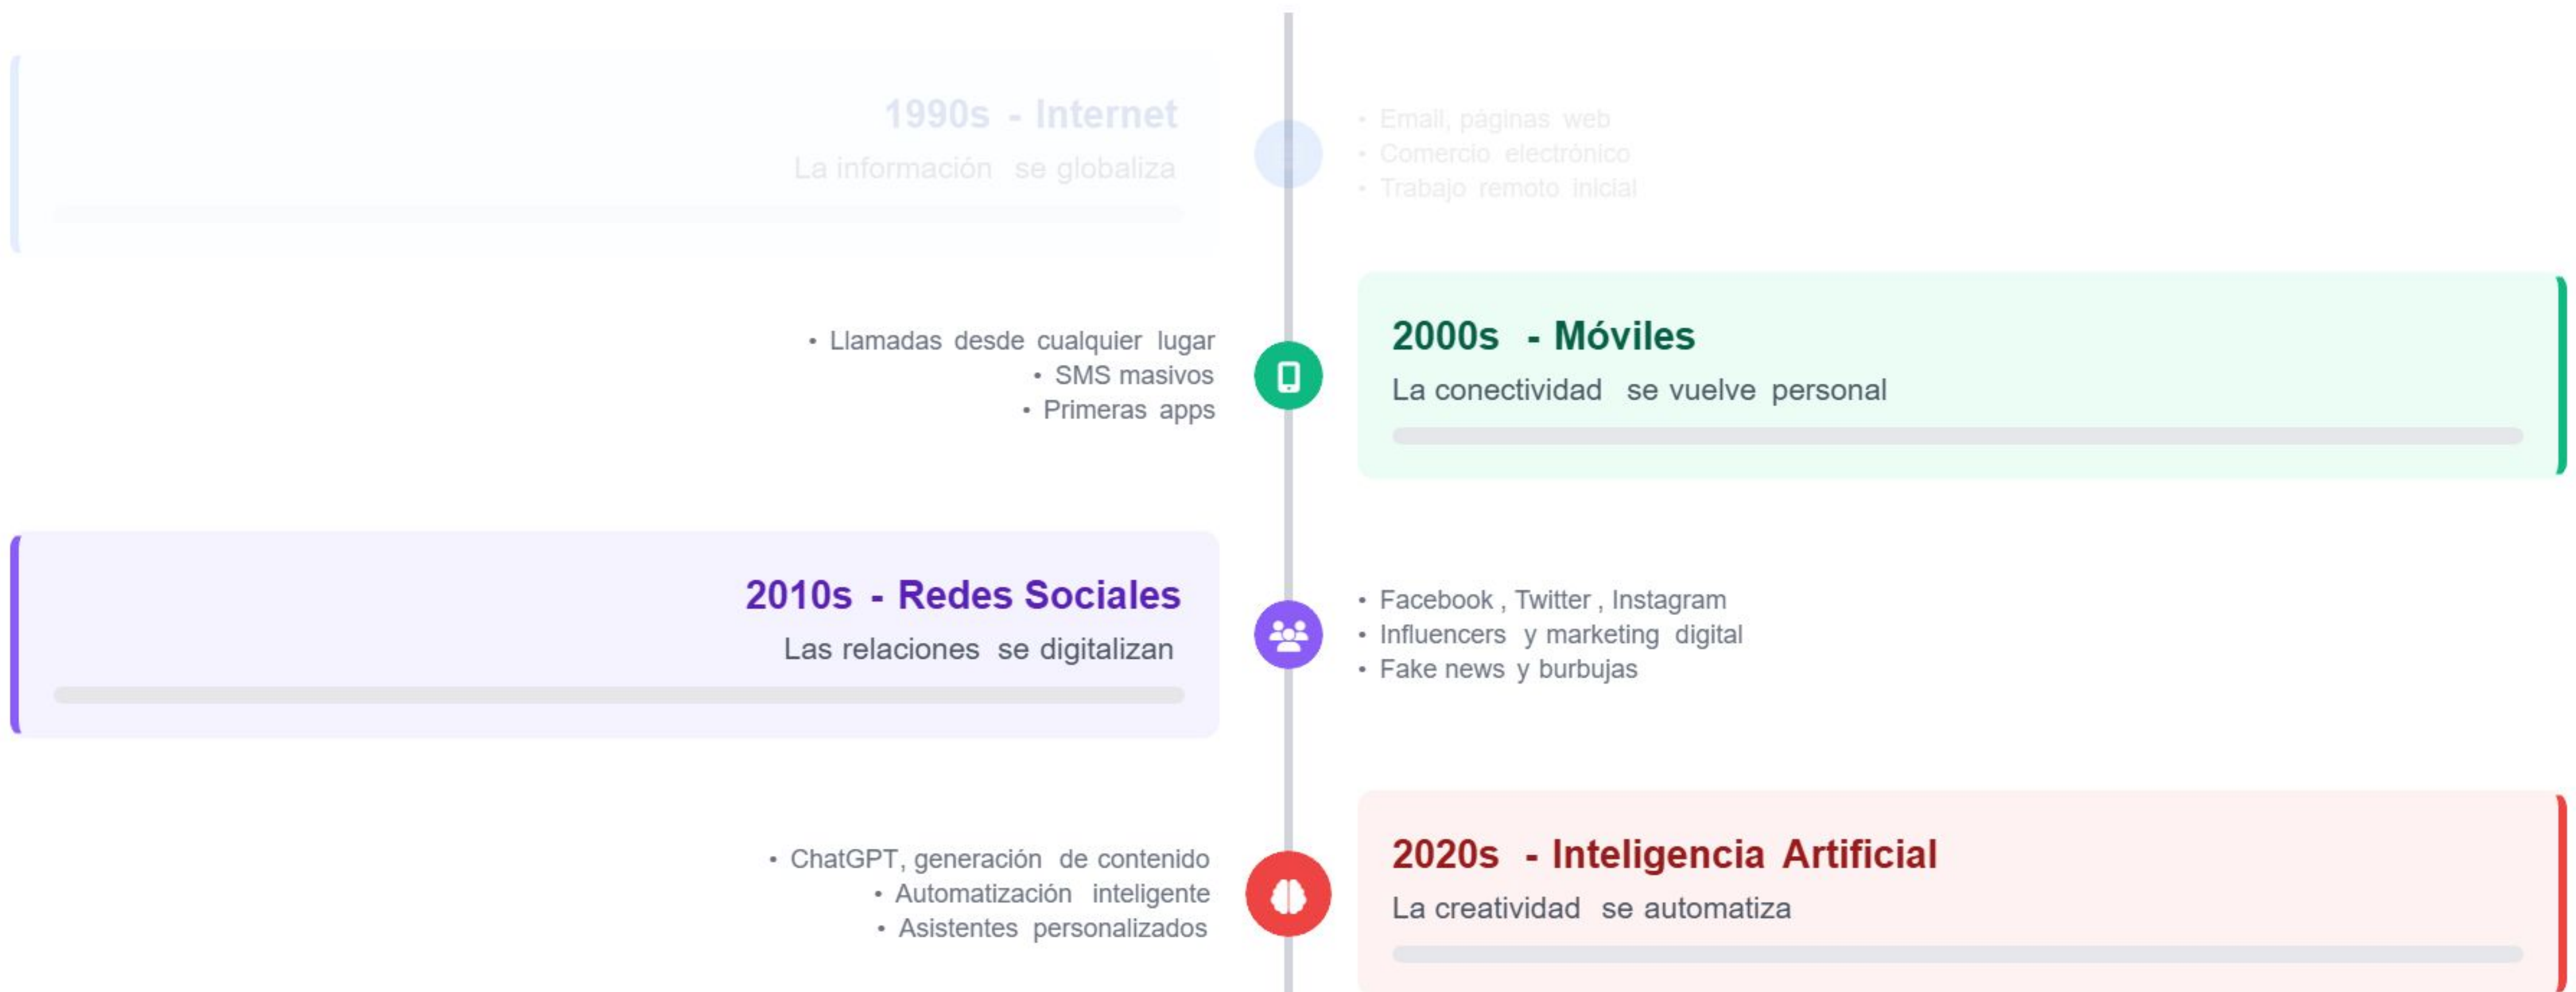 1990s - Internet
La información se globaliza
• Email, páginas web
• Comercio electrónico
• Trabajo remoto inicial
• Llamadas desde cualquier lugar
• SMS masivos
• Primeras apps
2000s - Móviles
La conectividad se vuelve personal
2010s - Redes Sociales
Las relaciones se digitalizan
• Facebook , Twitter , Instagram
• Influencers y marketing digital
• Fake news y burbujas
• ChatGPT, generación de contenido
• Automatización inteligente
• Asistentes personalizados
2020s - Inteligencia Artificial
La creatividad se automatiza